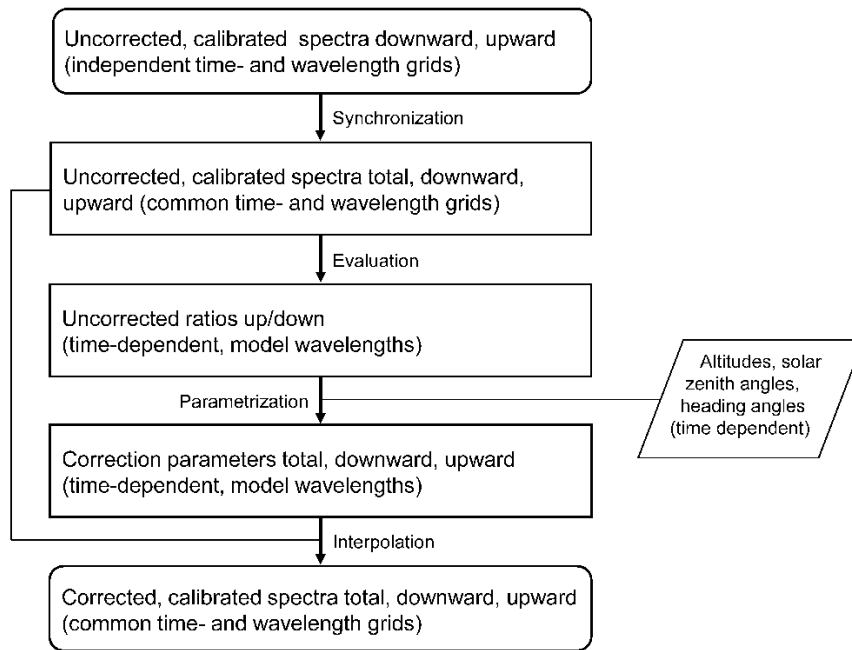 Uncorrected, calibrated spectra downward, upward
(independent time- and wavelength grids)
Synchronization
Uncorrected, calibrated spectra total, downward,
upward (common time- and wavelength grids)
Evaluation
Uncorrected ratios up/down
(time-dependent, model wavelengths)
Altitudes, solar
zenith angles,
heading angles
(time dependent)
Parametrization
Correction parameters total, downward, upward
(time-dependent, model wavelengths)
Interpolation
Corrected, calibrated spectra total, downward, upward
(common time- and wavelength grids)